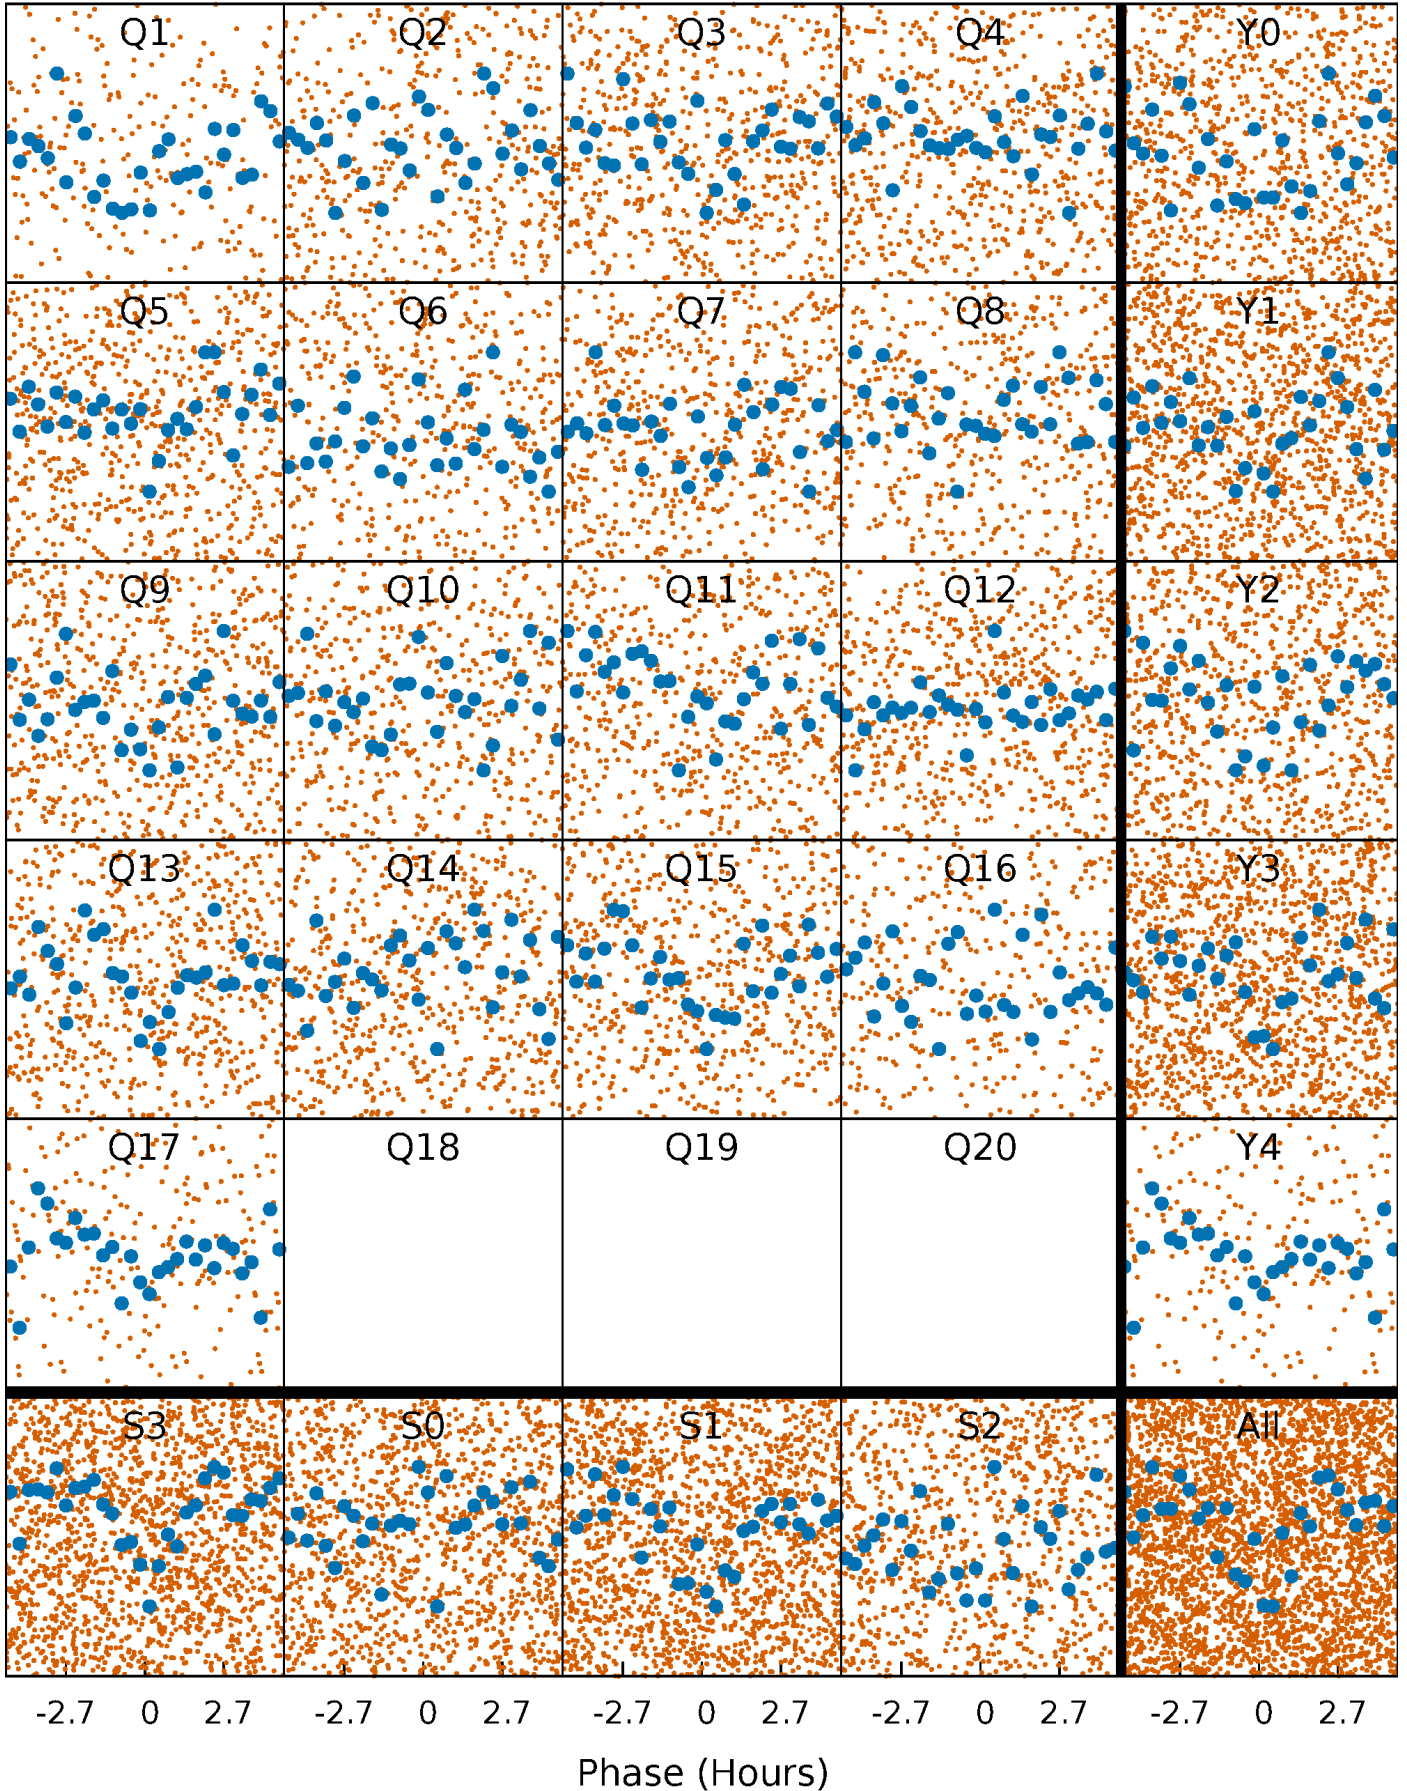 Q1 Q2 Q3 Q4 Y0
Q5 Q6 Q7 Q8 Y1
Q9 Q10 Q11 Q12 Y2
Q13 Q14 Q15 Q16 Y3
Q17 Q18 Q19 Q20 Y4
S3 S0 S1 S2 All
-2.7 0 2.7 -2.7 0 2.7 -2.7 0 2.7 -2.7 0 2.7 -2.7 0 2.7
Phase (Hours)